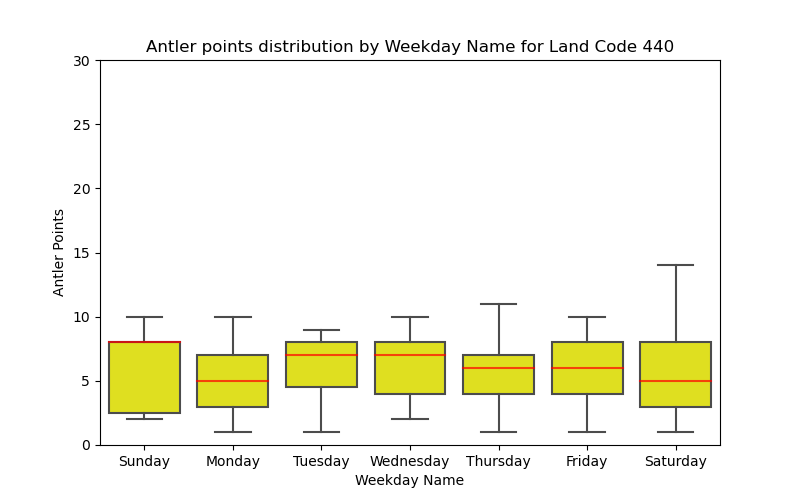 Antler points distribution by Weekday Name for Land Code 440
30
25
20
15
10
5
0
Antler Points
Sunday Monday Tuesday Wednesday Thursday Friday Saturday
Weekday Name